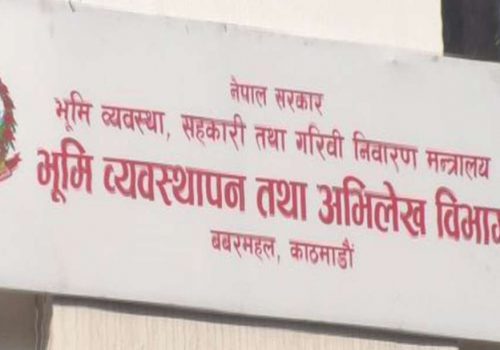 नेपाल सरकार
भूमि व्यवस्था, सहकारी तथा गरिवी निवारण मन्त्रालय
भूमि व्यवस्थापन तथा अभिलेख विभाग
बबरमहल, काठमाडौं